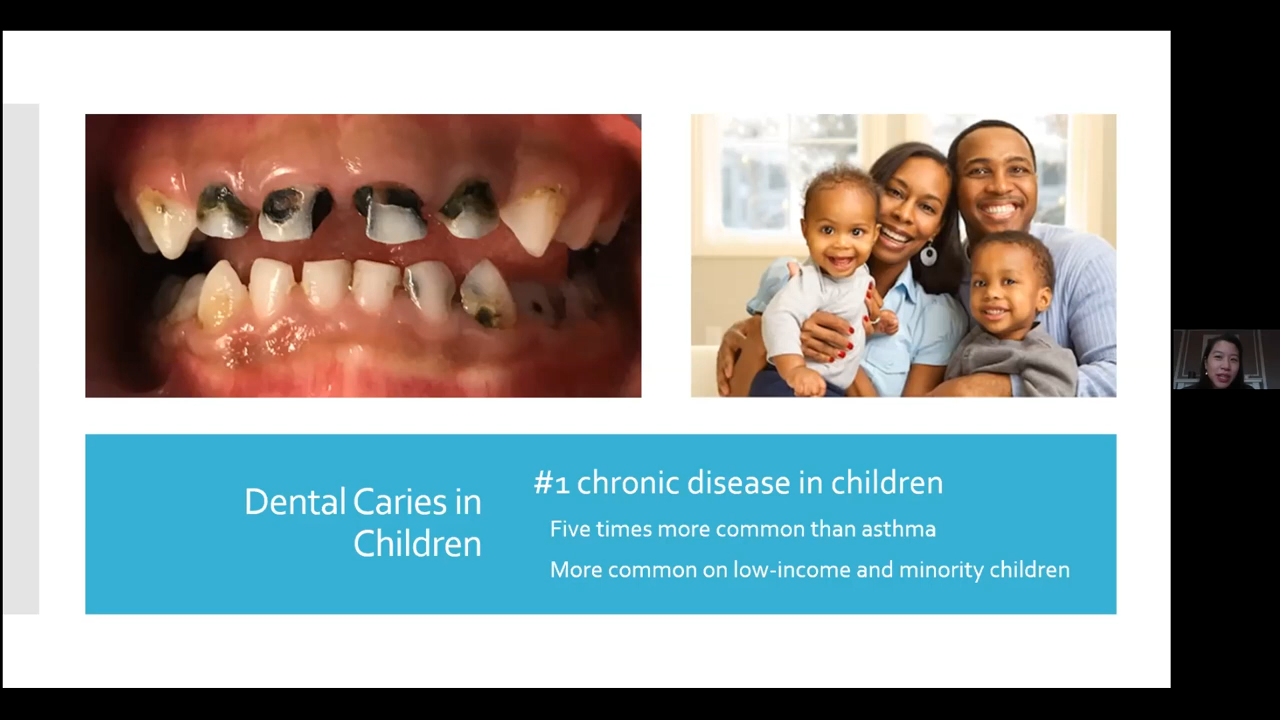 Dental Caries in
Children
#1 chronic disease in children
Five times more common than asthma
More common on low-income and minority children